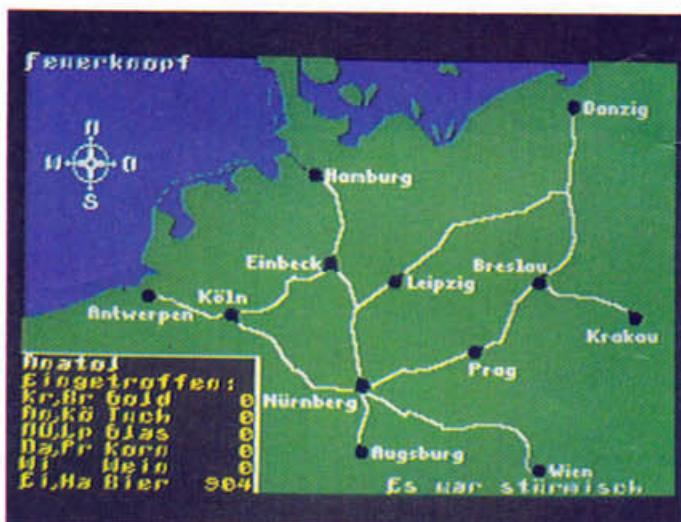 Feuerknopf
N
W O
S
Danzig
Hamburg
Einbeck
Leipzig
Breslau
Köln
Antwerpen
Krakau
Prag
Nürnberg
Augsburg
Wien
Anatol
Eingetroffen:
Kr,Br Gold 0
An,Kö Tuch 0
NÜ,Lp Glas 0
Da,Pr Korn 0
Wi Wein 0
Ei,Ha Bier 904
Es war stürmisch